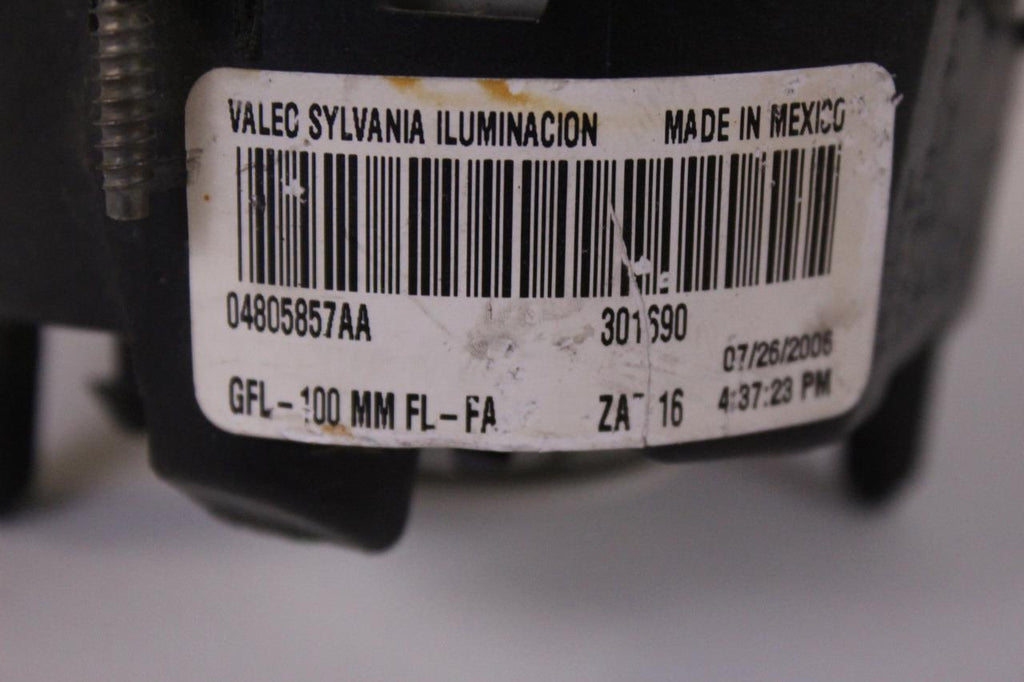 VALEO SYLVANIA ILUMINACION MADE IN MEXICO
04805857AA 301690
07/26/2006
GFL-100 MM FL-FA 16 4:37:23 PM